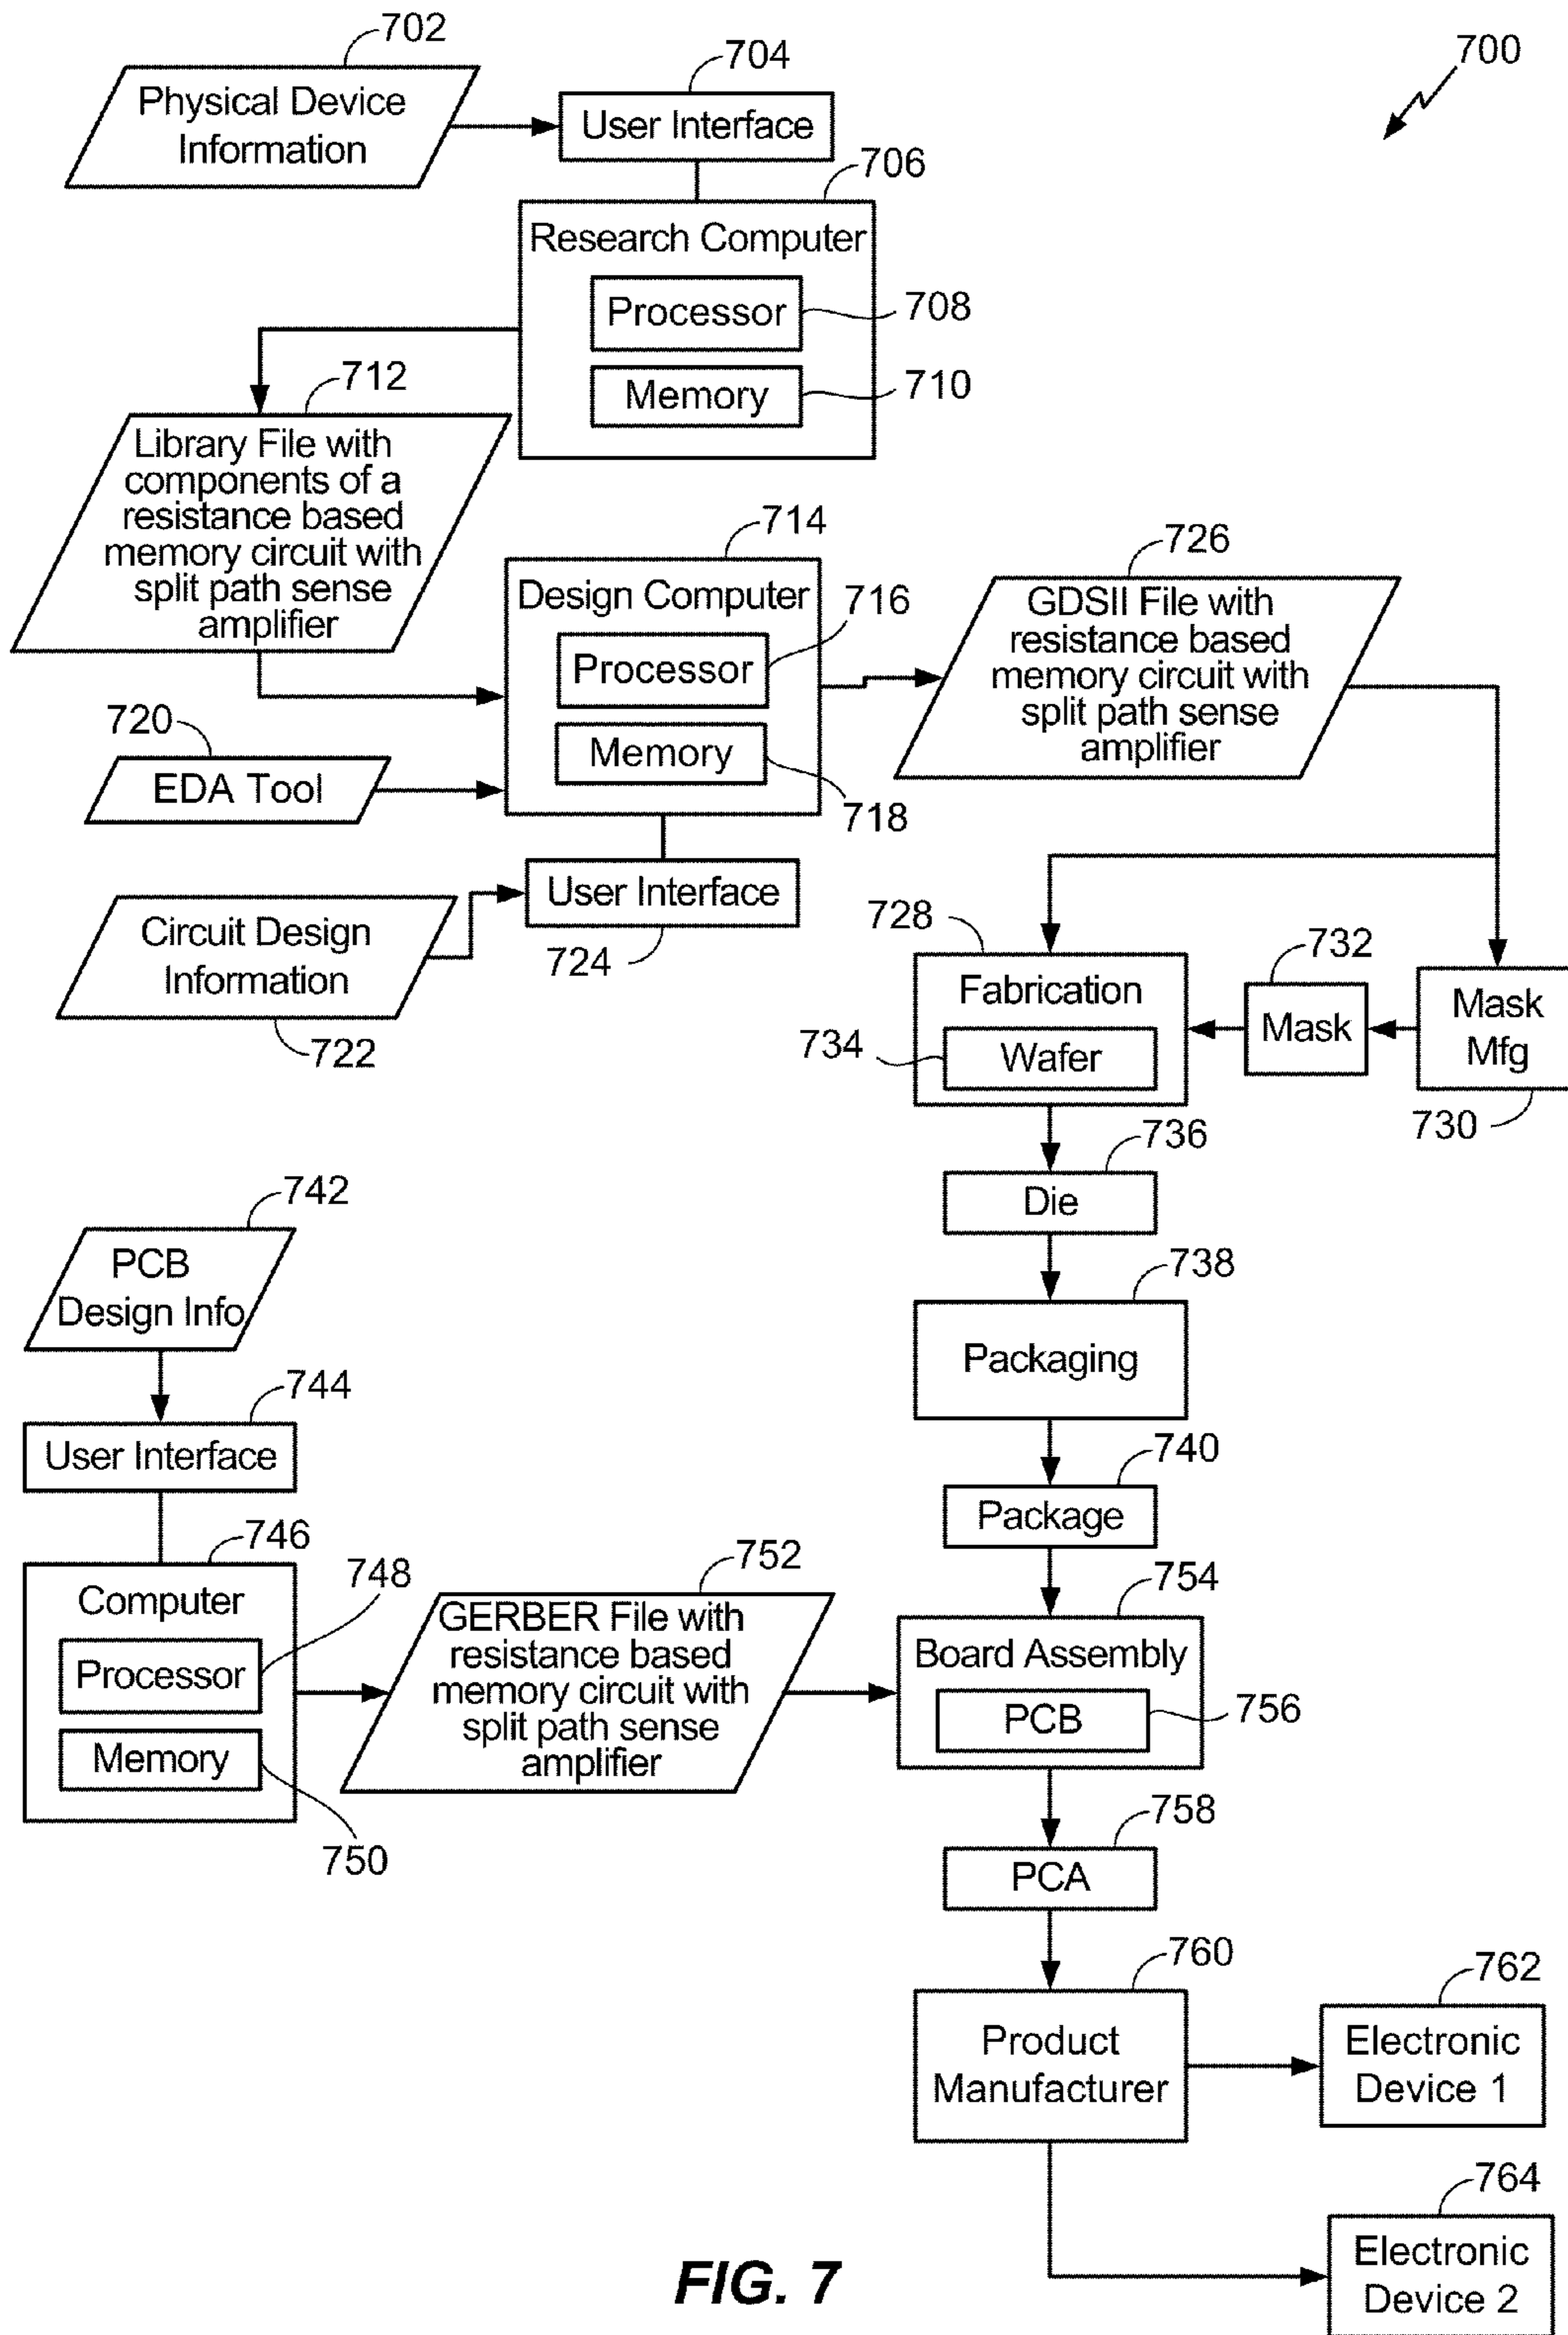 702
704
700
Physical Device
Information
User Interface
706
Research Computer
Processor
708
Memory
710
712
Library File with
components of a
resistance based
memory circuit with
split path sense
amplifier
714
Design Computer
716
Processor
Memory
718
726
GDSII File with
resistance based
memory circuit with
split path sense
amplifier
720
EDA Tool
User Interface
724
Circuit Design
Information
722
728
Fabrication
734
Wafer
732
Mask
Mask
Mfg
730
736
Die
738
Packaging
740
Package
742
PCB
Design Info
744
User Interface
746
Computer
748
Processor
Memory
750
752
GERBER File with
resistance based
memory circuit with
split path sense
amplifier
754
Board Assembly
PCB
756
758
PCA
760
Product
Manufacturer
762
Electronic
Device 1
764
Electronic
Device 2
FIG. 7